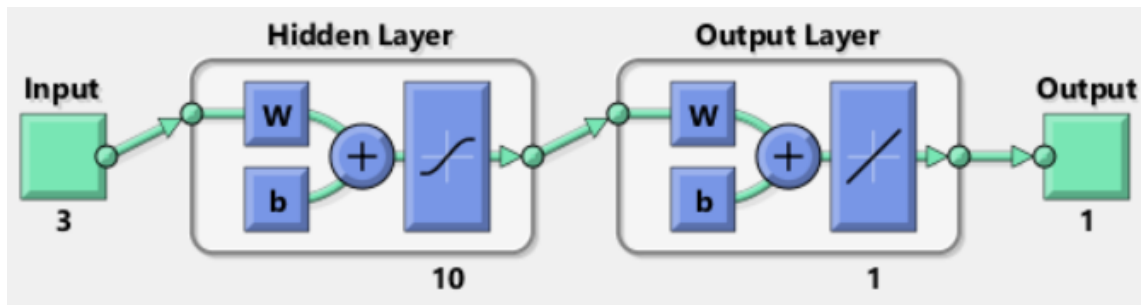 Hidden Layer
Output Layer
Input
Output
W
W
+
+
b
b
3
1
10
1